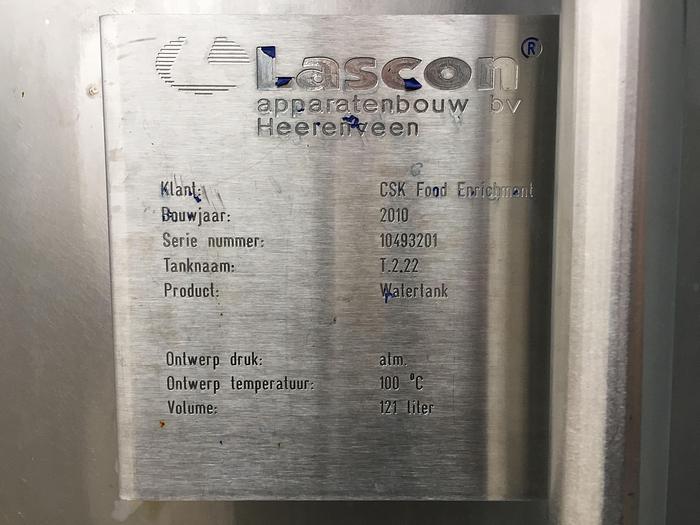 Lascon®
apparatenbouw bv
Heerenveen
Klant: CSK Food Enrichment
Bouwjaar: 2010
Serie nummer: 10493201
Tanknaam: T.2.22
Product: Watertank
Ontwerp druk: atm.
Ontwerp temperatuur: 100 °C
Volume: 121 liter